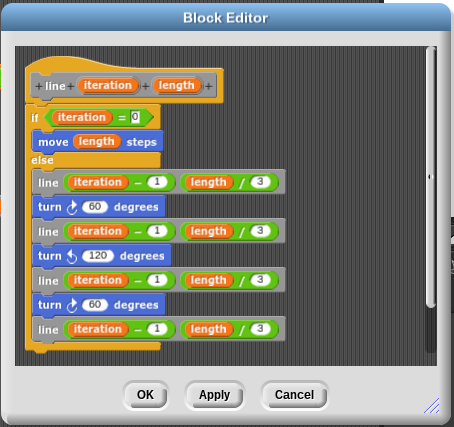 Block Editor
+ line + iteration + length +
if iteration = 0
move length steps
else
line iteration - 1 length / 3
turn 60 degrees
line iteration - 1 length / 3
turn 120 degrees
line iteration - 1 length / 3
turn 60 degrees
line iteration - 1 length / 3
OK Apply Cancel